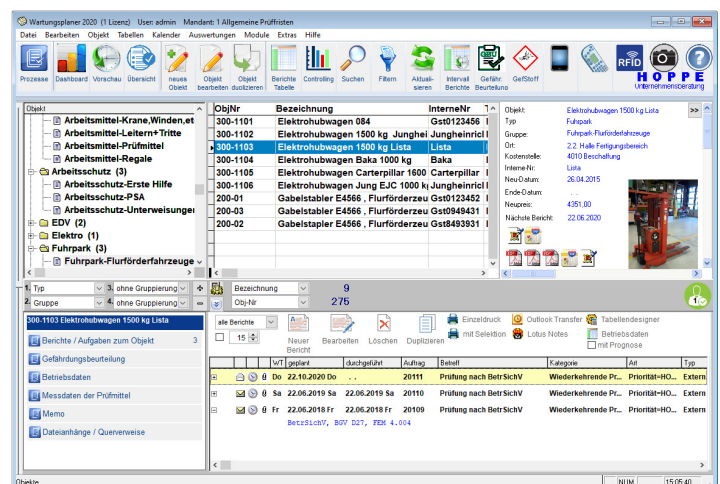 Wartungsplaner 2020 (1 Lizenz) User: admin Mandant: 1 Allgemeine Prüffristen
Datei Bearbeiten Objekt Tabellen Kalender Auswertungen Module Extras Hilfe
Prozesse Dashboard Vorschau Übersicht neues Objekt Objekt bearbeiten Objekt duplizieren Berichte Tabelle Controlling Suchen Filtern Aktuali-sieren Intervall Berichte Gefähr. Beurteilung GefStoff
RFID
HOPPE
Unternehmensberatung
Objekt
Arbeitsmittel-Krane,Winden,et
Arbeitsmittel-Leitern+Tritte
Arbeitsmittel-Prüfmittel
Arbeitsmittel-Regale
Arbeitsschutz (3)
Arbeitsschutz-Erste Hilfe
Arbeitsschutz-PSA
Arbeitsschutz-Unterweisunger
EDV (2)
Elektro (1)
Fuhrpark (3)
Fuhrpark-Flurförderfahrzeuge
ObjNr Bezeichnung InterneNr
300-1101 Elektrohubwagen 084 Gst0123456
300-1102 Elektrohubwagen 1500 kg Junghei Jungheinricl
300-1103 Elektrohubwagen 1500 kg Lista Lista
300-1104 Elektrohubwagen Baka 1000 kg Baka
300-1105 Elektrohubwagen Carterpillar 1600 Carterpillar
300-1106 Elektrohubwagen Jung EJC 1000 kg Jungheinricl
200-01 Gabelstapler E4566 , Flurförderzeu Gst0123452
200-03 Gabelstapler E4566 , Flurförderzeu Gst0949431
200-02 Gabelstapler E4566 , Flurförderzeu Gst8493931
Objekt: Elektrohubwagen 1500 kg Lista >>
Typ Fuhrpark
Gruppe: Fuhrpark-Flurförderfahrzeuge
Ort: 2.2. Halle Fertigungsbereich
Kostenstelle: 4010 Beschaffung
Interne-Nr: Lista
Neu-Datum: 26.04.2015
Ende-Datum: . .
Neupreis: 4351,00
Nächste Bericht: 22.06.2020
1. Typ 3. ohne Gruppierung + Bezeichnung 9
2. Gruppe 4. ohne Gruppierung - Obj-Nr 275
300-1103 Elektrohubwagen 1500 kg Lista
Berichte / Aufgaben zum Objekt 3
Gefährdungsbeurteilung
Betriebsdaten
Messdaten der Prüfmittel
Memo
Dateianhänge / Querverweise
alle Berichte
15
Neuer Bericht Bearbeiten Löschen Duplizieren
Einzeldruck Outlook Transfer Tabellendesigner
mit Selektion Lotus Notes Betriebsdaten
mit Prognose
WT geplant durchgeführt Auftrag Betreff Kategorie Art Typ
Do 22.10.2020 Do . . 20111 Prüfung nach BetrSichV Wiederkehrende Pr... Priorität=HO... Extern
Sa 22.06.2019 Sa 22.06.2019 Sa 20110 Prüfung nach BetrSichV Wiederkehrende Pr... Priorität=HO... Extern
Fr 22.06.2018 Fr 22.06.2018 Fr 20109 Prüfung nach BetrSichV Wiederkehrende Pr... Priorität=HO... Extern
BetrSichV, BGV D27, FEM 4.004
Objekte NUM 15:05:40